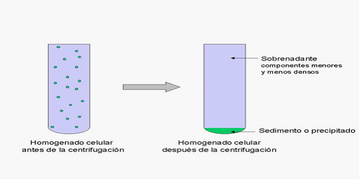 Sobrenadante
componentes menores
y menos densos
Sedimento o precipitado
Homogenado celular
antes de la centrifugación
Homogenado celular
después de la centrifugación